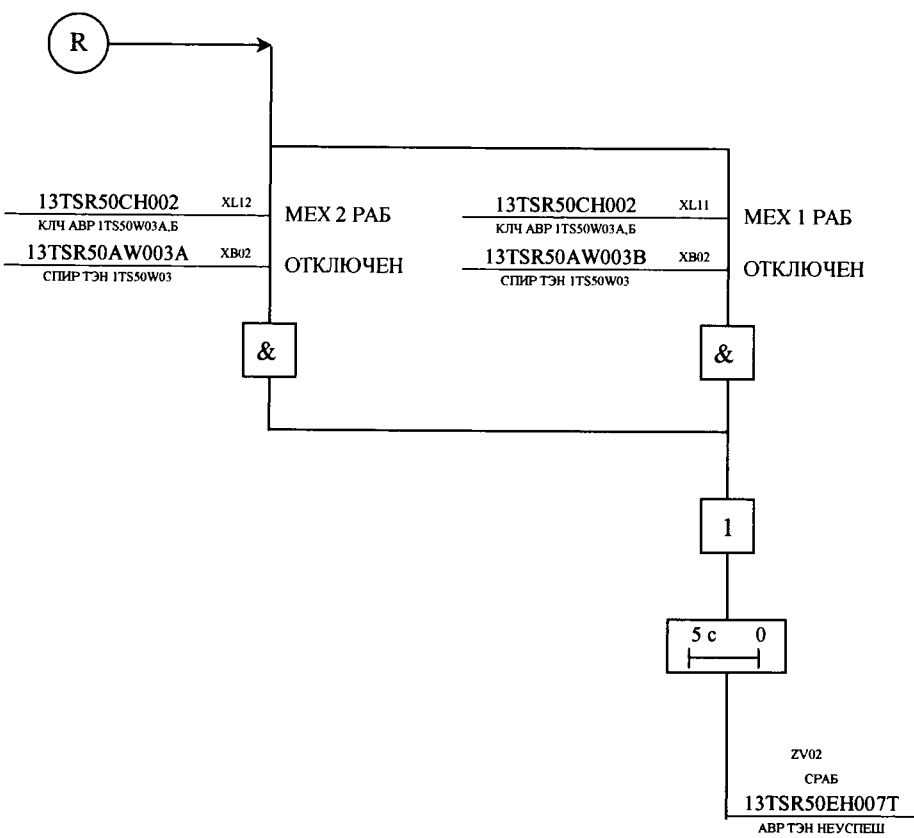 R
13TSR50CH002 XL12
КЛЧ АВР 1TS50W03А,Б
МЕХ 2 РАБ
13TSR50AW003A XB02
СПИР ТЭН 1TS50W03
ОТКЛЮЧЕН
&
13TSR50CH002 XL11
КЛЧ АВР 1TS50W03А,Б
МЕХ 1 РАБ
13TSR50AW003B XB02
СПИР ТЭН 1TS50W03
ОТКЛЮЧЕН
&
1
5 с 0
ZV02
СРАБ
13TSR50EH007T
АВР ТЭН НЕУСПЕШ